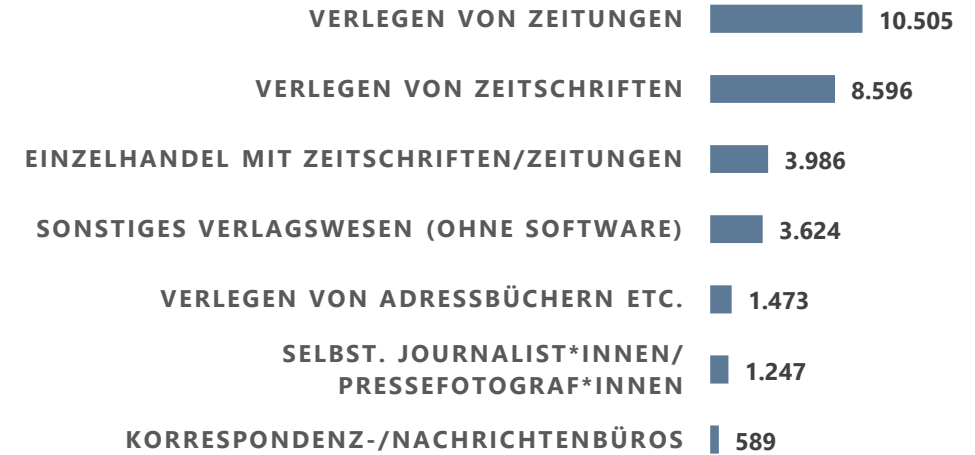 VERLEGEN VON ZEITUNGEN 10.505
VERLEGEN VON ZEITSCHRIFTEN 8.596
EINZELHANDEL MIT ZEITSCHRIFTEN/ZEITUNGEN 3.986
SONSTIGES VERLAGSWESEN (OHNE SOFTWARE) 3.624
VERLEGEN VON ADRESSBÜCHERN ETC. 1.473
SELBST. JOURNALIST*INNEN/
PRESSEFOTOGRAF*INNEN 1.247
KORRESPONDENZ-/NACHRICHTENBÜROS 589